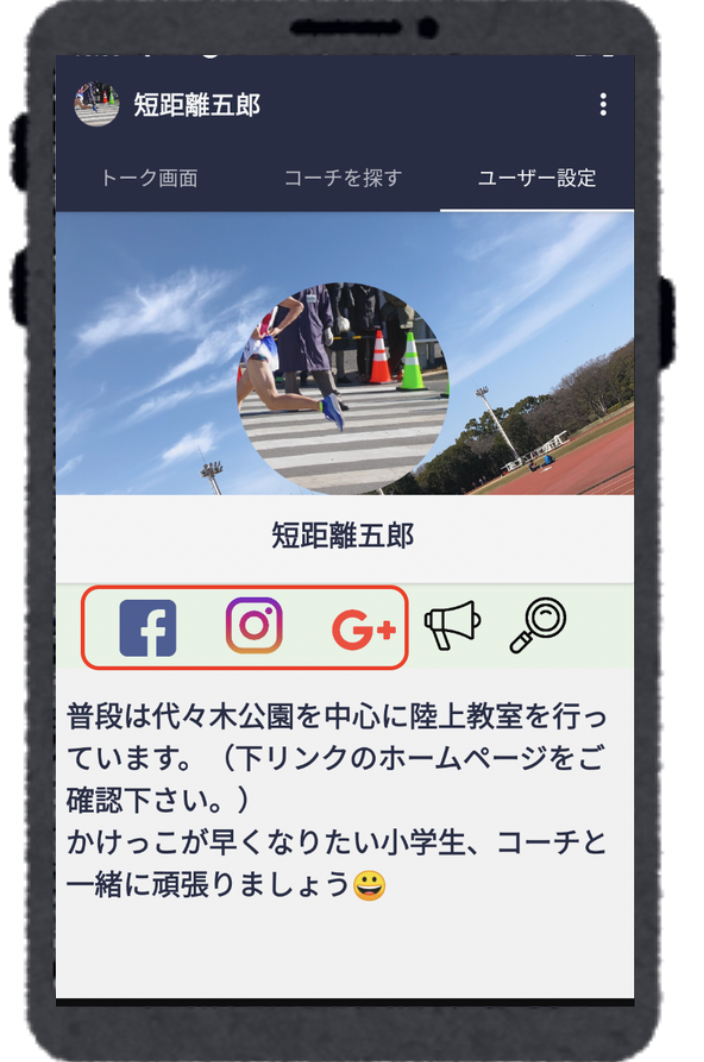 短距離五郎
トーク画面 コーチを探す ユーザー設定
短距離五郎
G+
普段は代々木公園を中心に陸上教室を行っ
ています。（下リンクのホームページをご
確認下さい。）
かけっこが早くなりたい小学生、コーチと
一緒に頑張りましょう😀